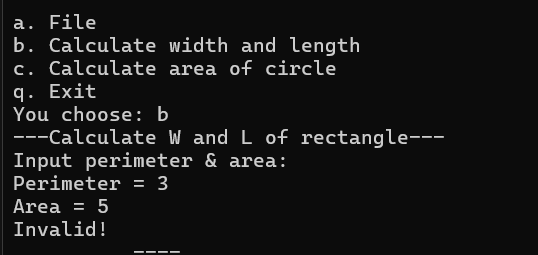 a. File
b. Calculate width and length
c. Calculate area of circle
q. Exit
You choose: b
---Calculate W and L of rectangle---
Input perimeter & area:
Perimeter = 3
Area = 5
Invalid!
----